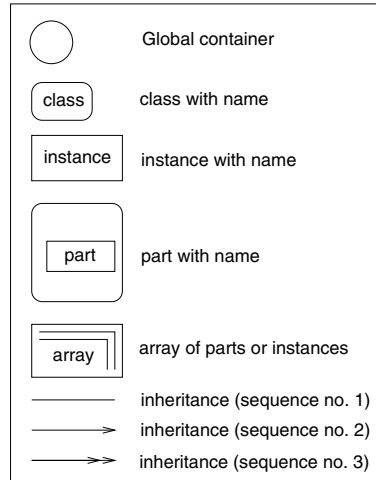 Global container
class class with name
instance instance with name
part part with name
array array of parts or instances
inheritance (sequence no. 1)
inheritance (sequence no. 2)
inheritance (sequence no. 3)